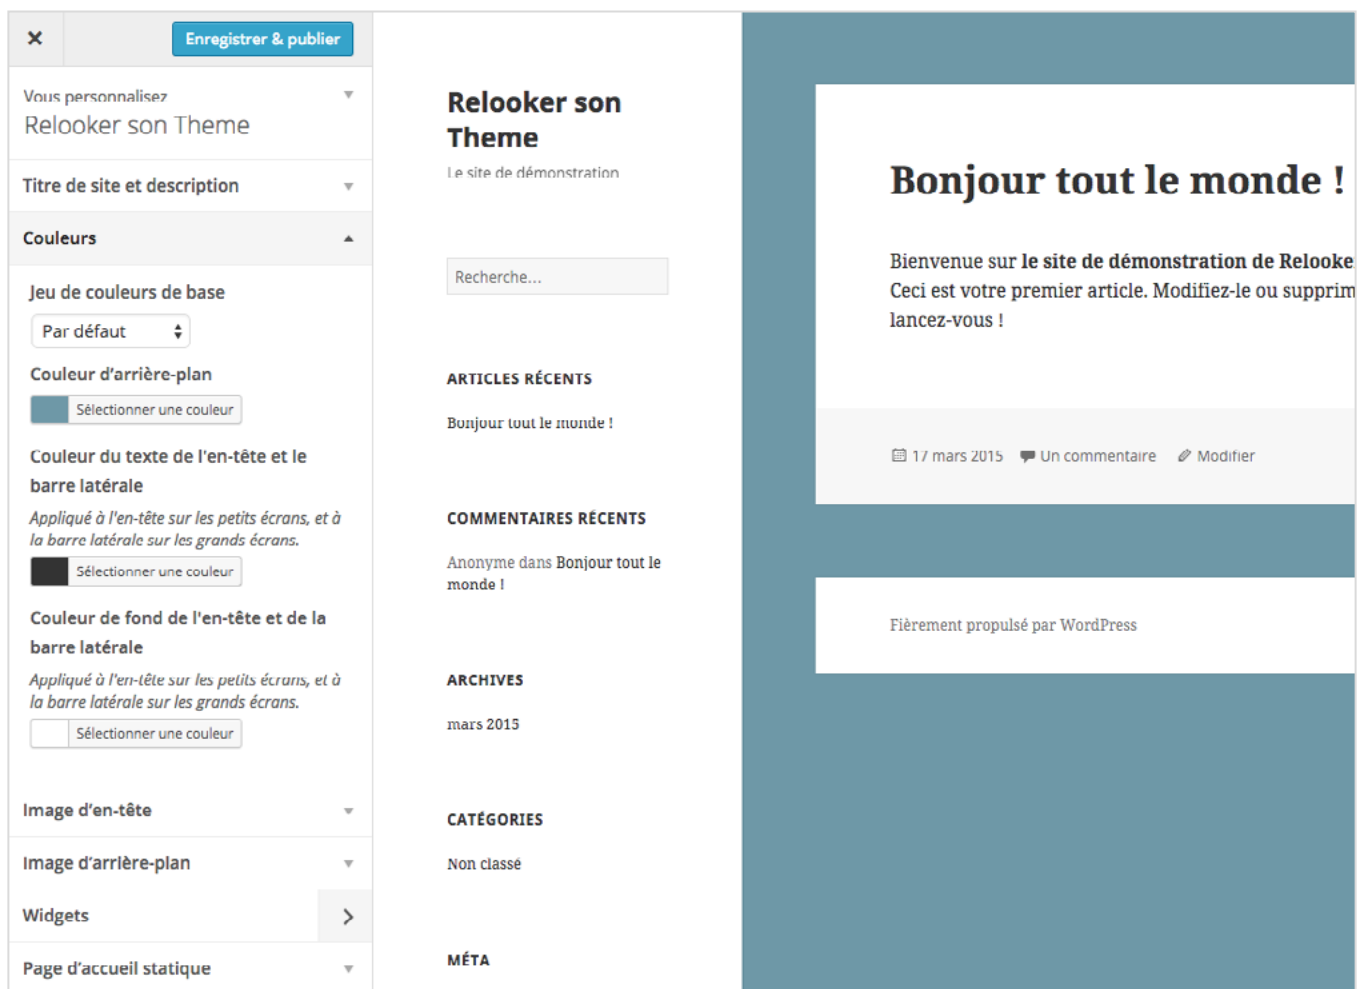 Enregistrer & publier
Vous personnalisez
Relooker son Theme
Titre de site et description
Couleurs
Jeu de couleurs de base
Par défaut
Couleur d'arrière-plan
Sélectionner une couleur
Couleur du texte de l'en-tête et le
barre latérale
Appliqué à l'en-tête sur les petits écrans, et à
la barre latérale sur les grands écrans.
Sélectionner une couleur
Couleur de fond de l'en-tête et de la
barre latérale
Appliqué à l'en-tête sur les petits écrans, et à
la barre latérale sur les grands écrans.
Sélectionner une couleur
Image d'en-tête
Image d'arrière-plan
Widgets
Page d'accueil statique
Relooker son
Theme
Le site de démonstration
Recherche...
ARTICLES RÉCENTS
Bonjour tout le monde !
COMMENTAIRES RÉCENTS
Anonyme dans Bonjour tout le
monde !
ARCHIVES
mars 2015
CATÉGORIES
Non classé
MÉTA
Bonjour tout le monde !
Bienvenue sur le site de démonstration de Relooke
Ceci est votre premier article. Modifiez-le ou supprim
lancez-vous !
17 mars 2015 Un commentaire Modifier
Fièrement propulsé par WordPress